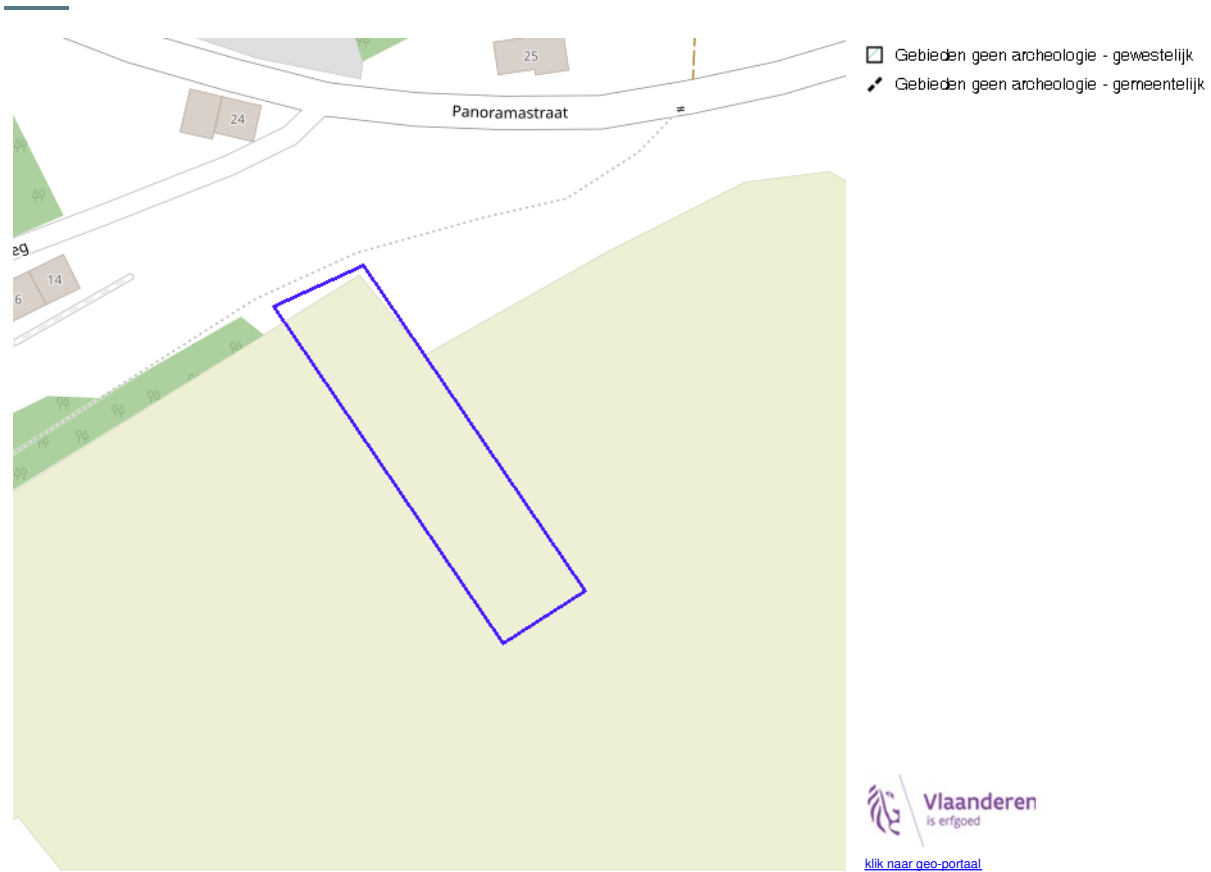 25
24
Panoramastraat
eg
14
6
Gebieden geen archeologie - gewestelijk
Gebieden geen archeologie - gemeentelijk
Vlaanderen
is erfgoed
klik naar geo-portaal